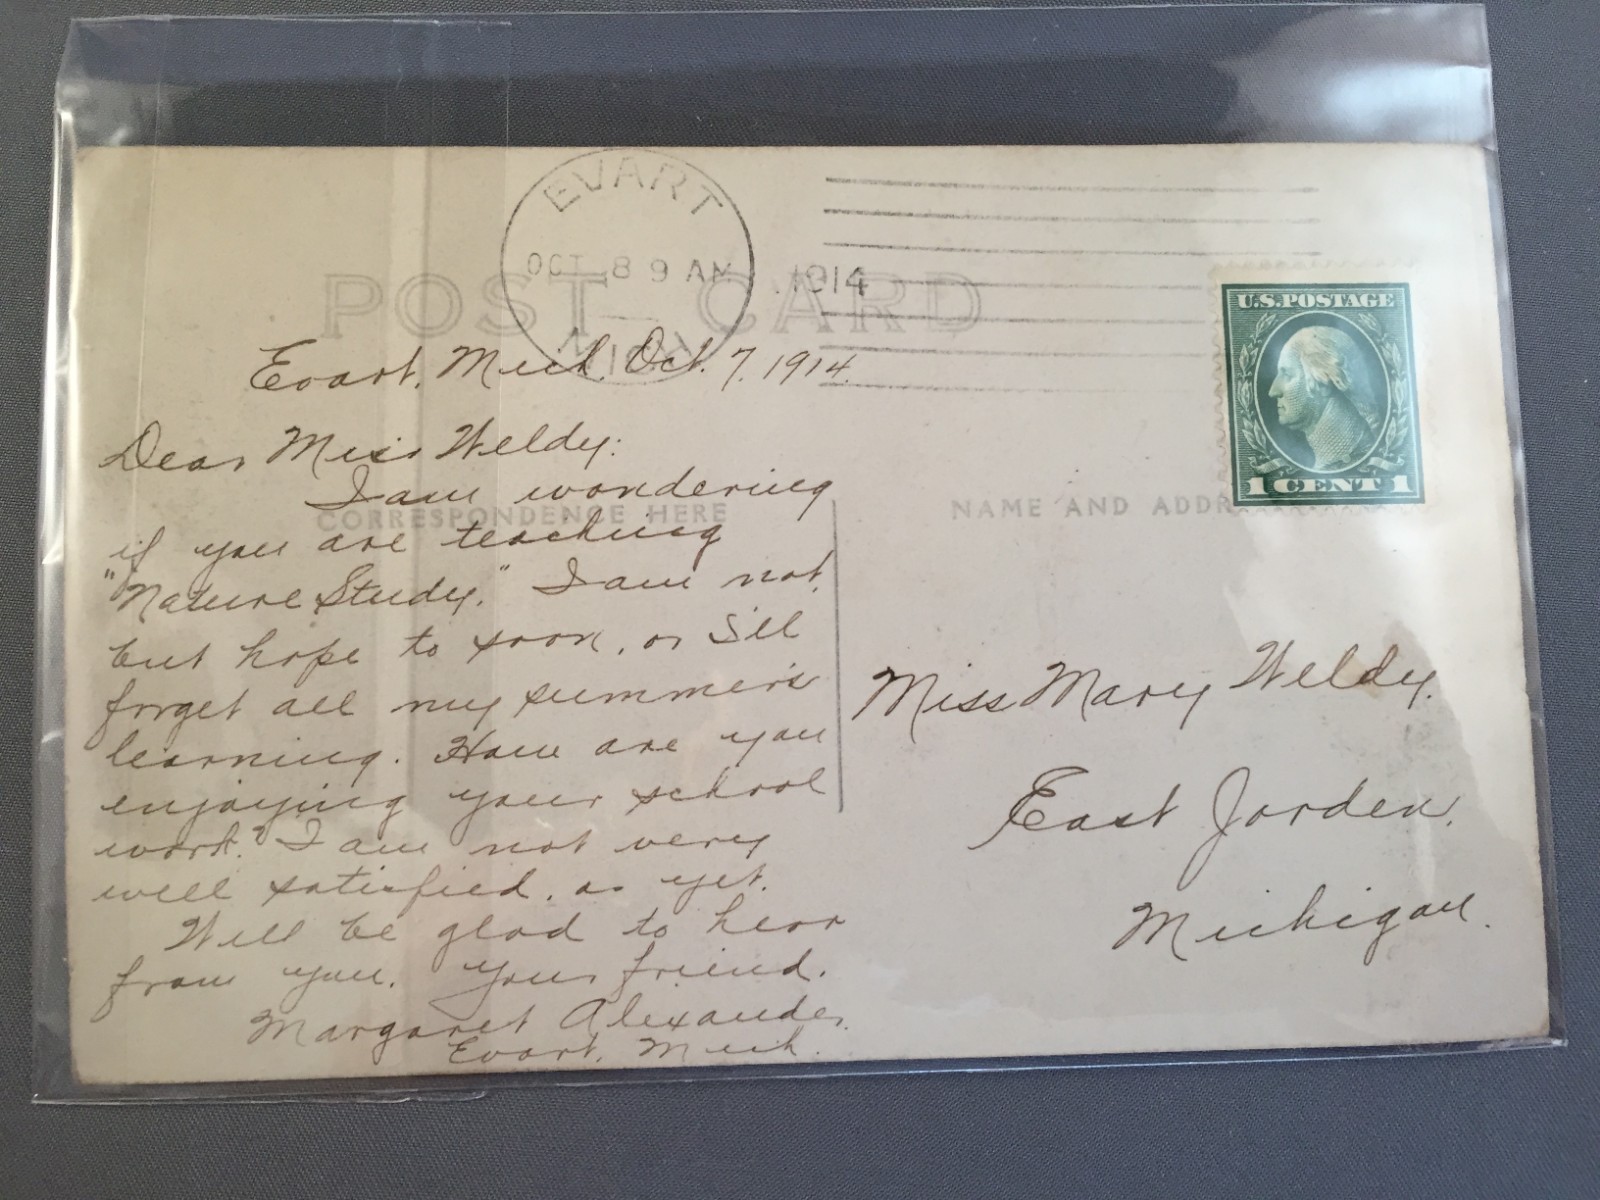 EVART
OCT 8 9 AM 1914
MICH.
POST CARD
U.S. POSTAGE
1 CENT 1
Evart, Mich. Oct. 7, 1914.
Dear Miss Weldy:
I am wondering
CORRESPONDENCE HERE
NAME AND ADDR
if you are teaching
"Nature Study." I am not,
but hope to soon, or I'll
forget all my summer's
learning. How are you
enjoying your school
work? I am not very
well satisfied, as yet.
Will be glad to hear
from you. Your friend,
Margaret Alexander,
Evart, Mich.
Miss Mary Weldy,
East Jorden,
Michigan.